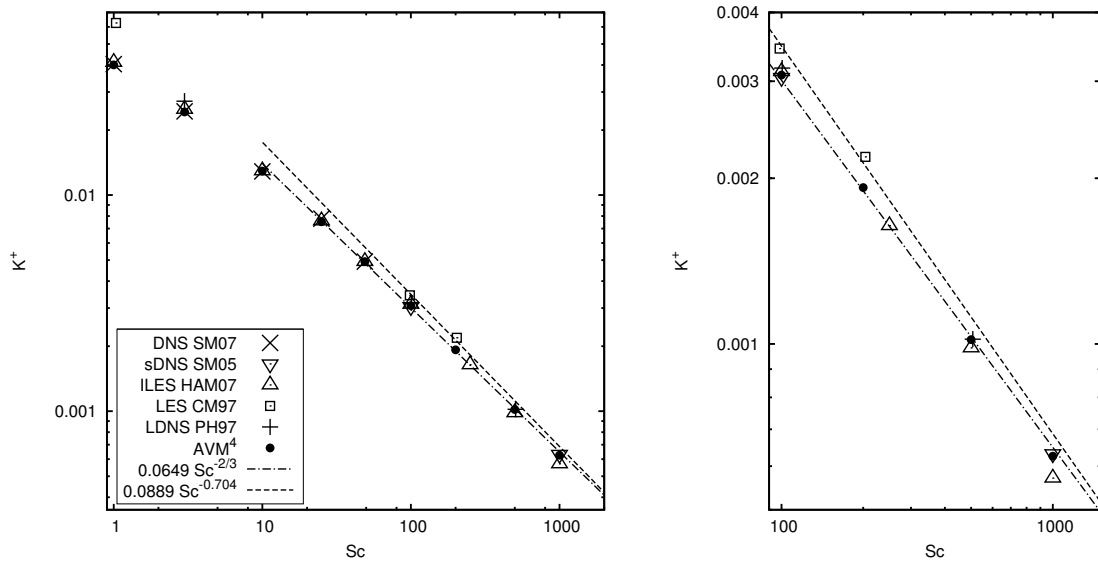 0.01
0.001
1
10
100
1000
K+
Sc
DNS SM07
sDNS SM05
ILES HAM07
LES CM97
LDNS PH97
AVM4
0.0649 Sc-2/3
0.0889 Sc-0.704
0.004
0.003
0.002
0.001
100
1000
K+
Sc